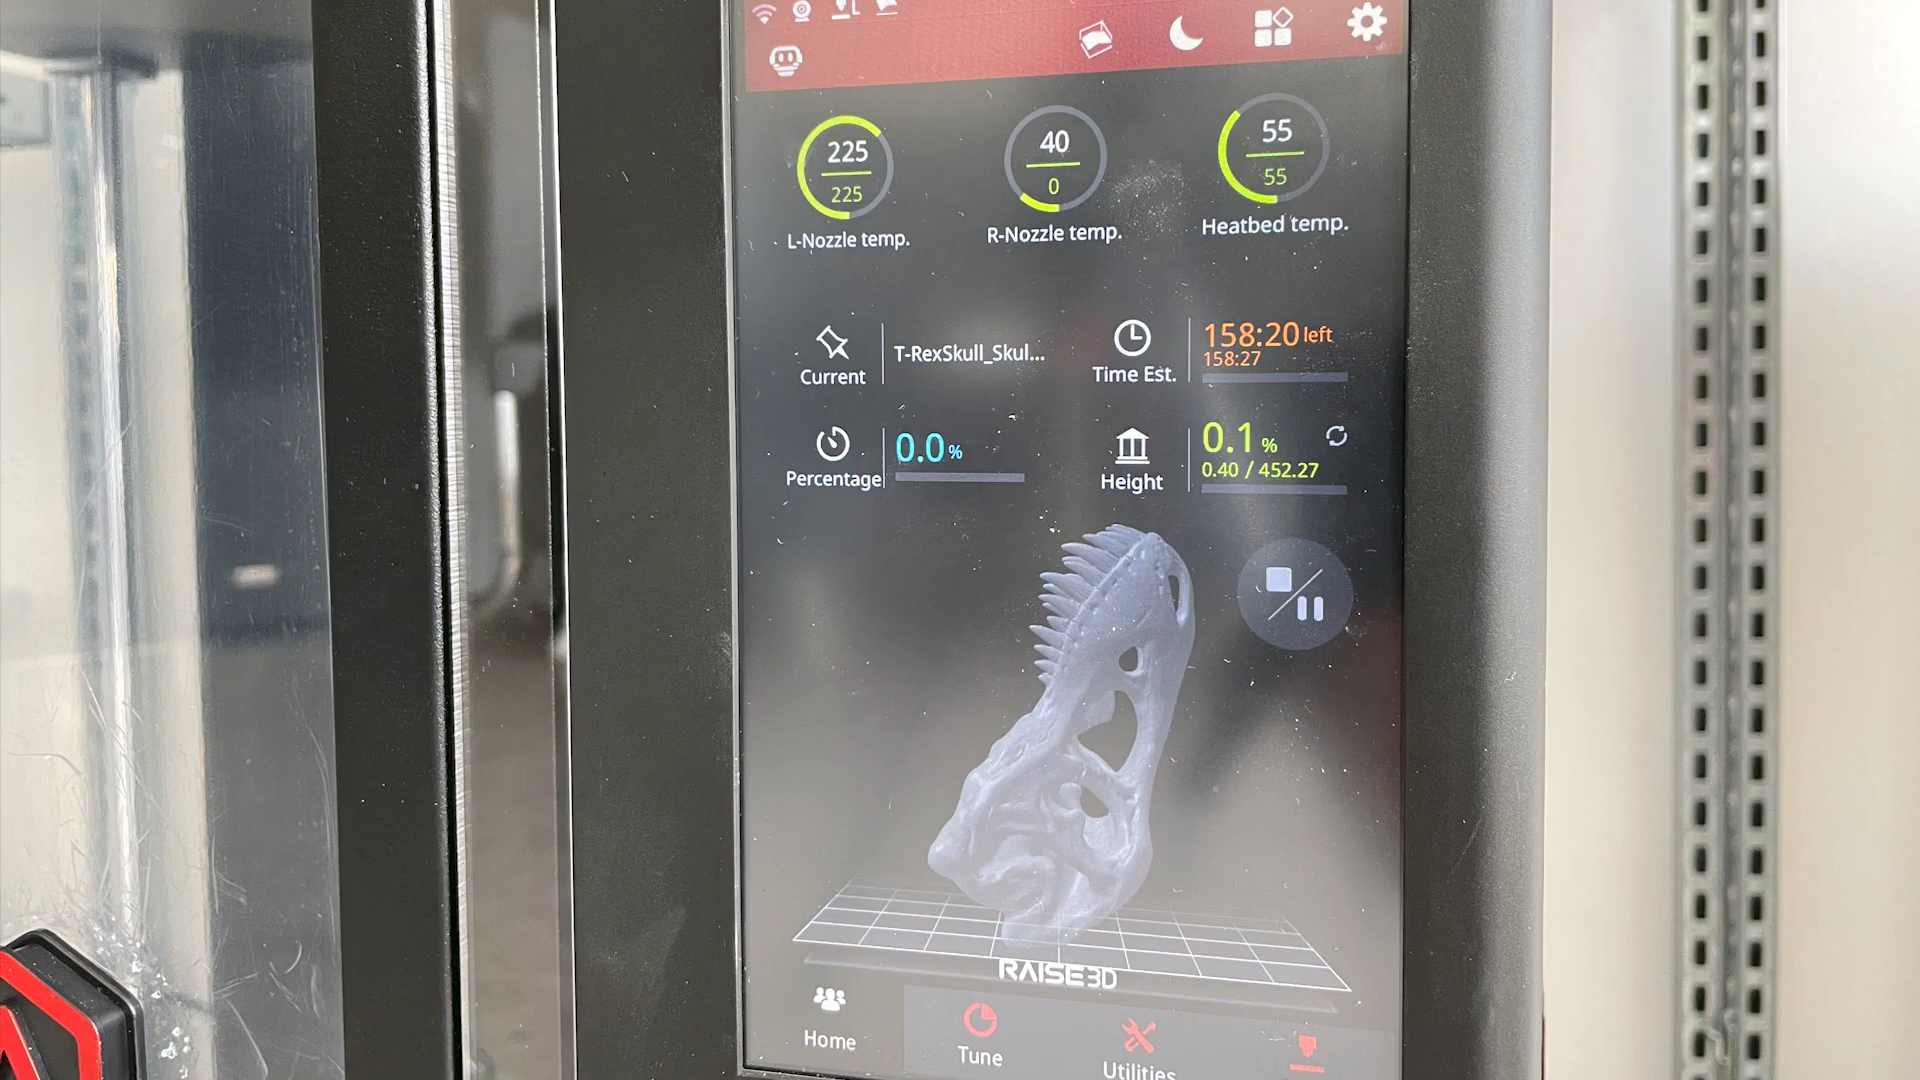 225
225
L-Nozzle temp.
40
0
R-Nozzle temp.
55
55
Heatbed temp.
Current
T-RexSkull_Skul...
Time Est.
158:20 left
158:27
Percentage
0.0 %
Height
0.1 %
0.40 / 452.27
RAISE3D
Home
Tune
Utilities